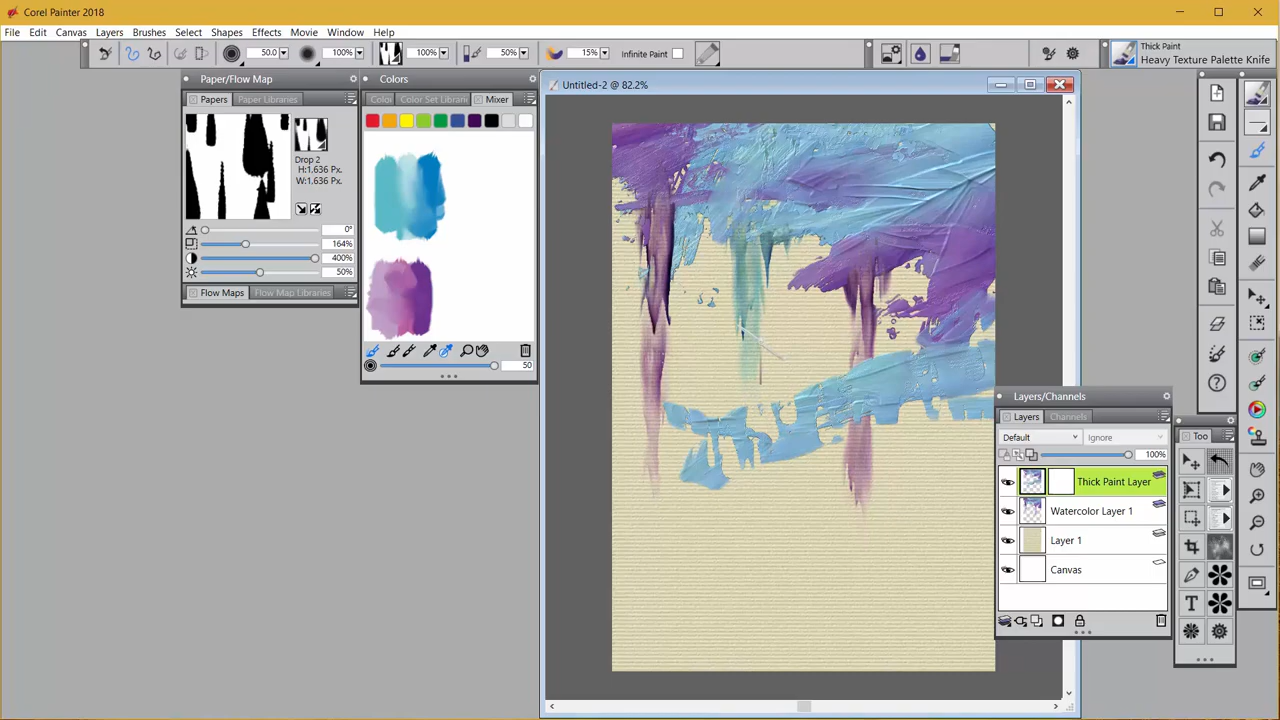 Corel Painter 2018
File Edit Canvas Layers Brushes Select Shapes Effects Movie Window Help
50.0 100% 100% 50% 15% Infinite Paint
Thick Paint
Heavy Texture Palette Knife
Paper/Flow Map
Papers Paper Libraries
Drop 2
H:1,636 Px.
W:1,636 Px.
0°
164%
400%
50%
Flow Maps Flow Map Libraries
Colors
Color Set Librari Mixer
50
Untitled-2 @ 82.2%
Layers/Channels
Layers Channels
Default Ignore
100%
Thick Paint Layer
Watercolor Layer 1
Layer 1
Canvas
Too
T